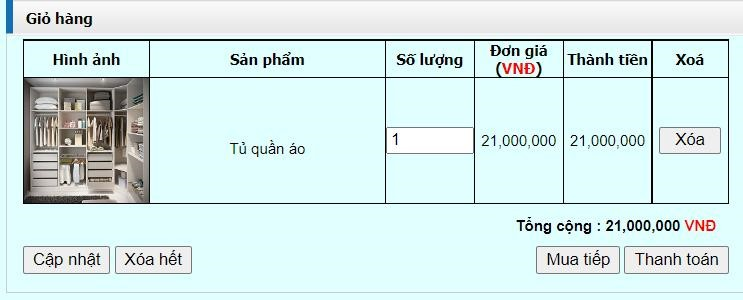 Giỏ hàng
Hình ảnh Sản phẩm Số lượng Đơn giá (VNĐ) Thành tiền Xoá
Tủ quần áo 1 21,000,000 21,000,000 Xóa
Tổng cộng : 21,000,000 VNĐ
Cập nhật Xóa hết Mua tiếp Thanh toán